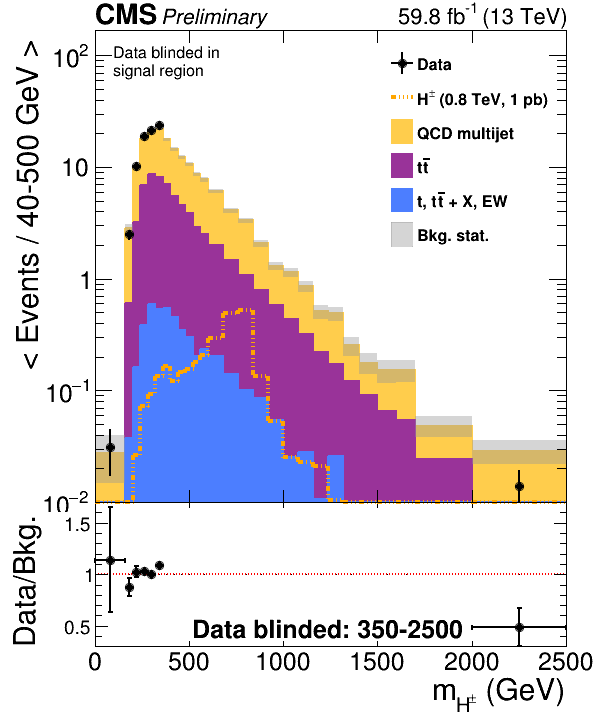 CMS Preliminary 59.8 fb⁻¹ (13 TeV)
< Events / 40-500 GeV >
10²
10
1
10⁻¹
10⁻²
Data blinded in
signal region
Data
H± (0.8 TeV, 1 pb)
QCD multijet
tt̄
t, tt̄ + X, EW
Bkg. stat.
Data/Bkg.
1.5
1
0.5
Data blinded: 350-2500
0 500 1000 1500 2000 2500
m_H± (GeV)